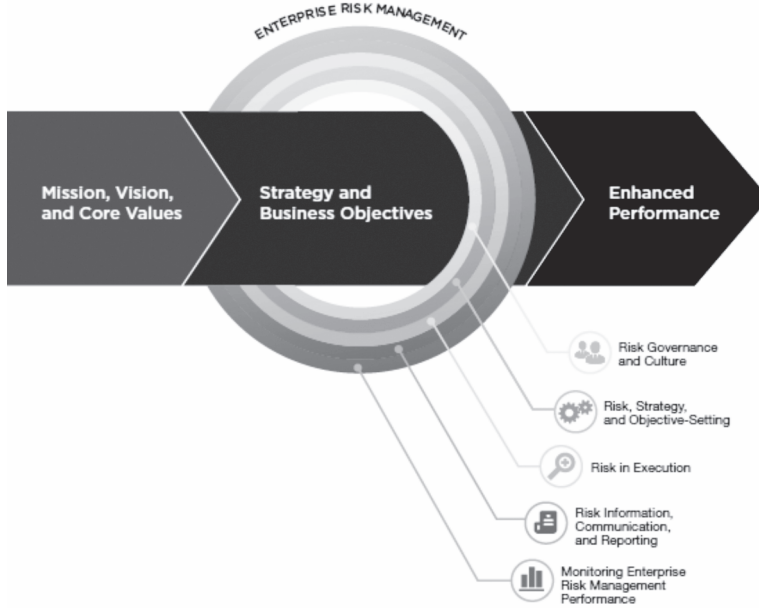 ENTERPRISE RISK MANAGEMENT
Mission, Vision,
and Core Values
Strategy and
Business Objectives
Enhanced
Performance
Risk Governance
and Culture
Risk, Strategy,
and Objective-Setting
Risk in Execution
Risk Information,
Communication,
and Reporting
Monitoring Enterprise
Risk Management
Performance